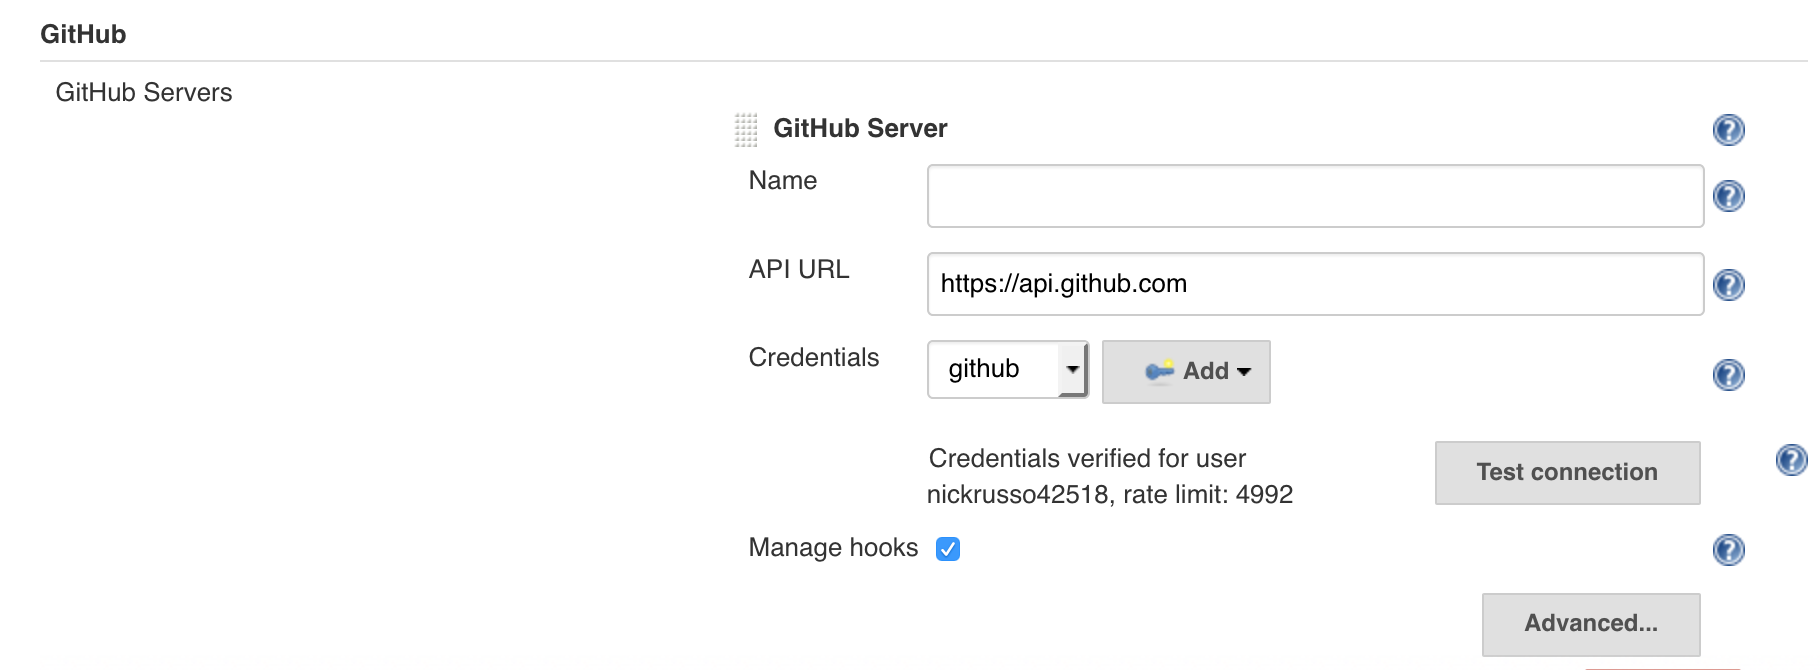 GitHub
GitHub Servers
GitHub Server
Name
API URL
https://api.github.com
Credentials
github
Add
Credentials verified for user
nickrusso42518, rate limit: 4992
Test connection
Manage hooks
Advanced...